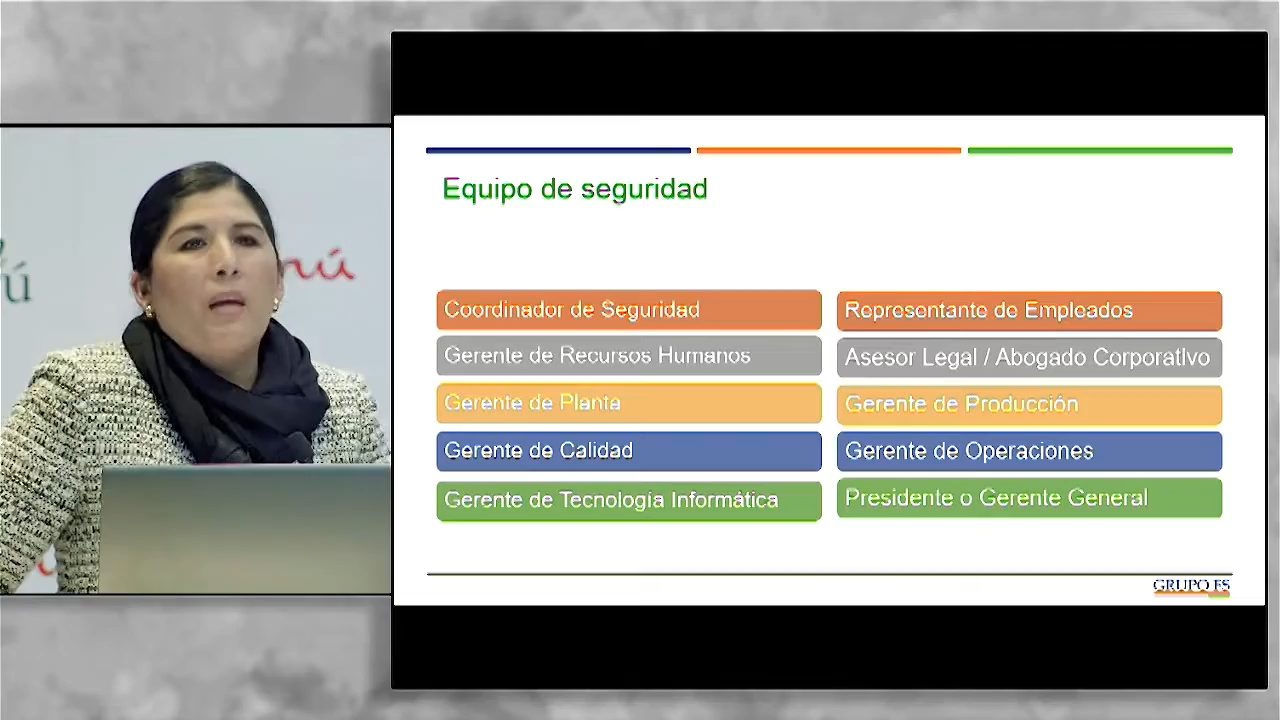 ú
nú
Equipo de seguridad
Coordinador de Seguridad
Representante de Empleados
Gerente de Recursos Humanos
Asesor Legal / Abogado Corporativo
Gerente de Planta
Gerente de Producción
Gerente de Calidad
Gerente de Operaciones
Gerente de Tecnología Informática
Presidente o Gerente General
GRUPO ES